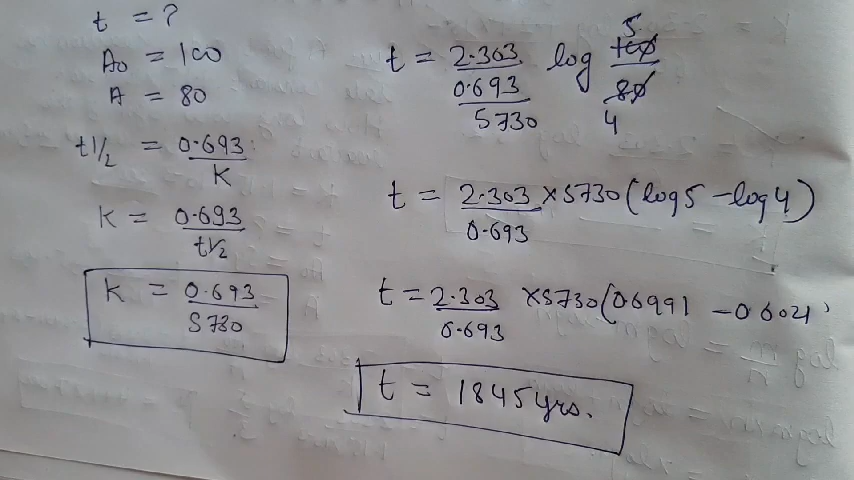 t = ?
A₀ = 100
A = 80
t1/2 = 0.693 / K
K = 0.693 / t1/2
K = 0.693 / 5730
t = 2.303 / (0.693 / 5730) log 100 / 80
5
4
t = 2.303 / 0.693 × 5730 (log 5 - log 4)
t = 2.303 / 0.693 × 5730 (0.6991 - 0.6021)
t = 1845 yrs.